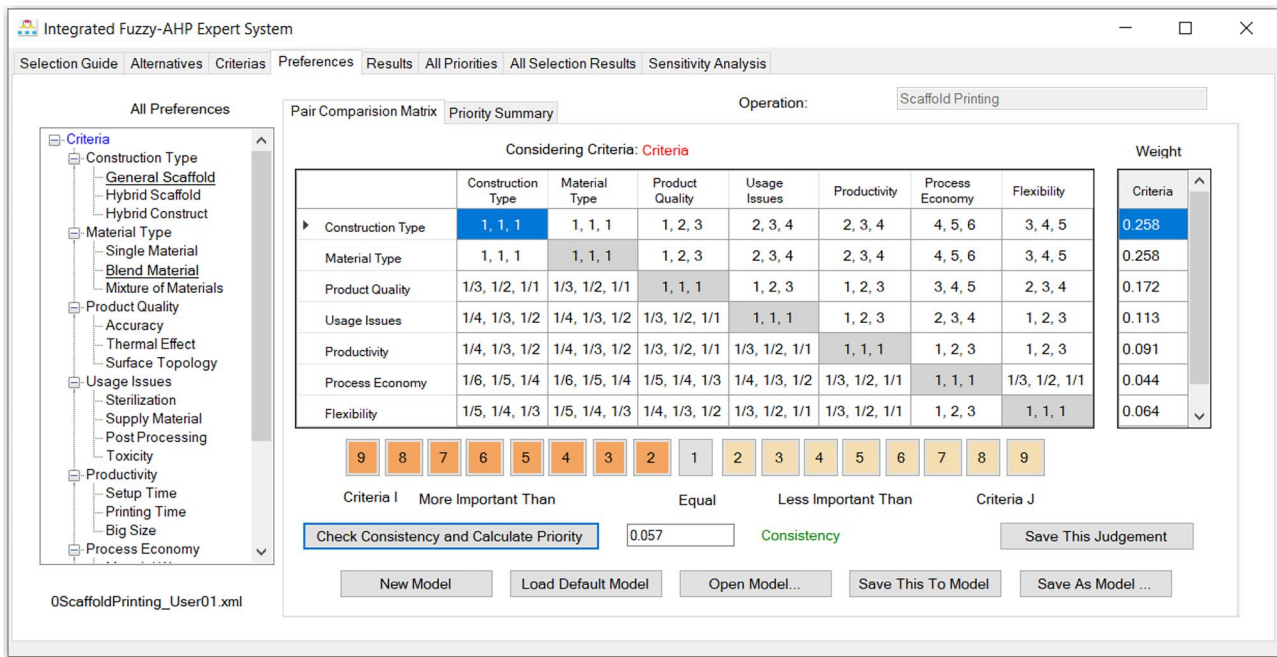 Integrated Fuzzy-AHP Expert System
Selection Guide Alternatives Criterias Preferences Results All Priorities All Selection Results Sensitivity Analysis
All Preferences
Criteria
Construction Type
General Scaffold
Hybrid Scaffold
Hybrid Construct
Material Type
Single Material
Blend Material
Mixture of Materials
Product Quality
Accuracy
Thermal Effect
Surface Topology
Usage Issues
Sterilization
Supply Material
Post Processing
Toxicity
Productivity
Setup Time
Printing Time
Big Size
Process Economy
0ScaffoldPrinting_User01.xml
Pair Comparision Matrix Priority Summary
Operation: Scaffold Printing
Considering Criteria: Criteria
Weight
Construction Type Material Type Product Quality Usage Issues Productivity Process Economy Flexibility Criteria
Construction Type 1, 1, 1 1, 1, 1 1, 2, 3 2, 3, 4 2, 3, 4 4, 5, 6 3, 4, 5 0.258
Material Type 1, 1, 1 1, 1, 1 1, 2, 3 2, 3, 4 2, 3, 4 4, 5, 6 3, 4, 5 0.258
Product Quality 1/3, 1/2, 1/1 1/3, 1/2, 1/1 1, 1, 1 1, 2, 3 1, 2, 3 3, 4, 5 2, 3, 4 0.172
Usage Issues 1/4, 1/3, 1/2 1/4, 1/3, 1/2 1/3, 1/2, 1/1 1, 1, 1 1, 2, 3 2, 3, 4 1, 2, 3 0.113
Productivity 1/4, 1/3, 1/2 1/4, 1/3, 1/2 1/3, 1/2, 1/1 1/3, 1/2, 1/1 1, 1, 1 1, 2, 3 1, 2, 3 0.091
Process Economy 1/6, 1/5, 1/4 1/6, 1/5, 1/4 1/5, 1/4, 1/3 1/4, 1/3, 1/2 1/3, 1/2, 1/1 1, 1, 1 1/3, 1/2, 1/1 0.044
Flexibility 1/5, 1/4, 1/3 1/5, 1/4, 1/3 1/4, 1/3, 1/2 1/3, 1/2, 1/1 1/3, 1/2, 1/1 1, 2, 3 1, 1, 1 0.064
9 8 7 6 5 4 3 2 1 2 3 4 5 6 7 8 9
Criteria I More Important Than Equal Less Important Than Criteria J
Check Consistency and Calculate Priority 0.057 Consistency Save This Judgement
New Model Load Default Model Open Model... Save This To Model Save As Model ...